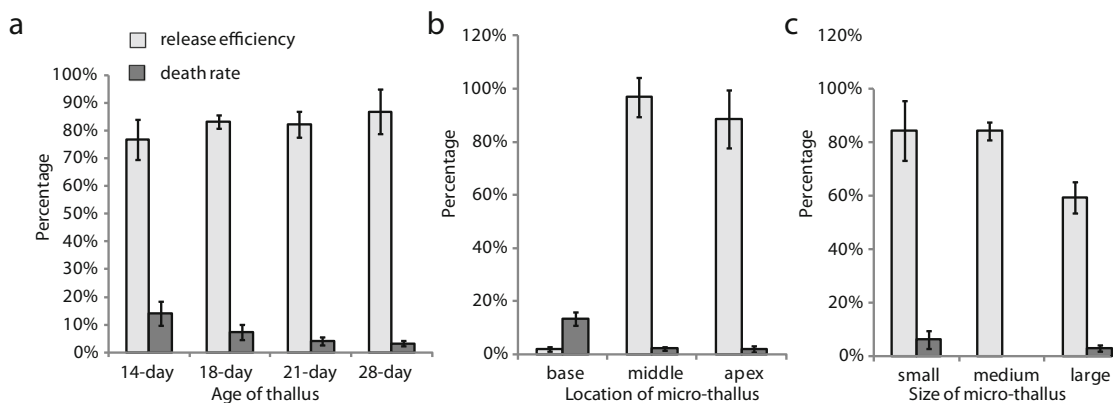 a
release efficiency
death rate
100%
90%
80%
70%
60%
50%
40%
30%
20%
10%
0%
Percentage
14-day 18-day 21-day 28-day
Age of thallus
b
120%
100%
80%
60%
40%
20%
0%
Percentage
base middle apex
Location of micro-thallus
c
120%
100%
80%
60%
40%
20%
0%
Percentage
small medium large
Size of micro-thallus